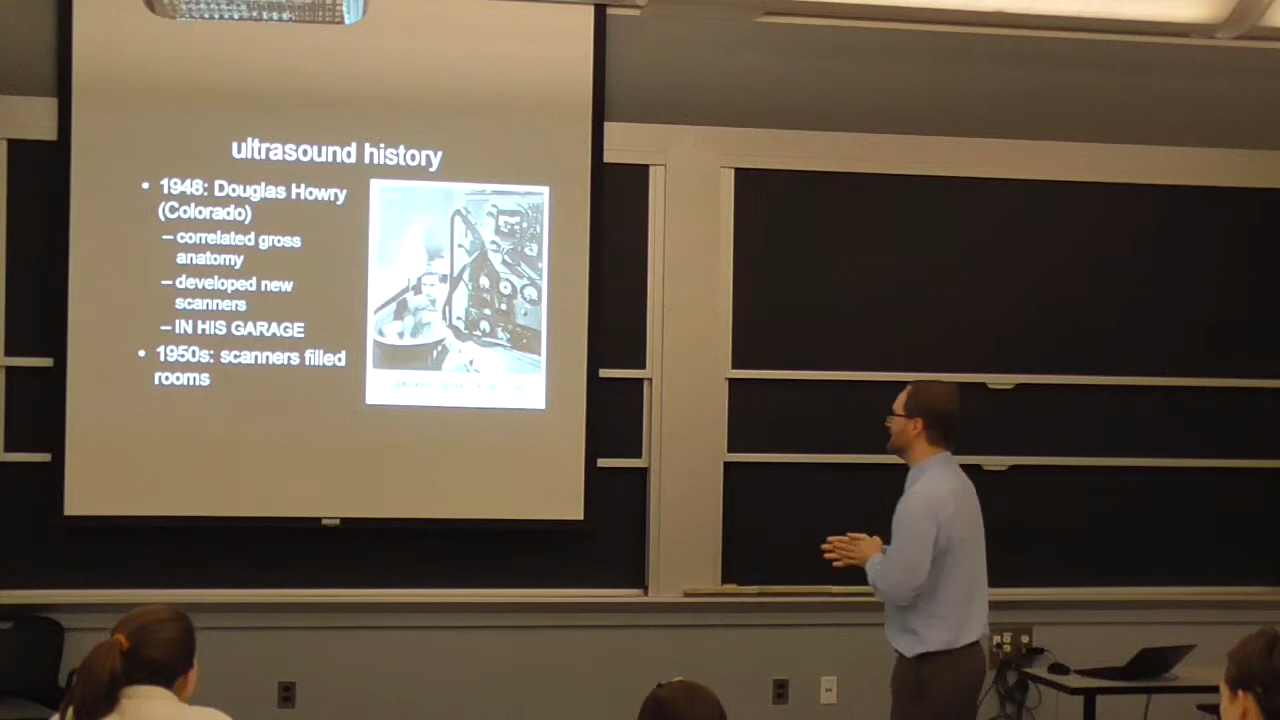 ultrasound history
• 1948: Douglas Howry
(Colorado)
– correlated gross
anatomy
– developed new
scanners
– IN HIS GARAGE
• 1950s: scanners filled
rooms